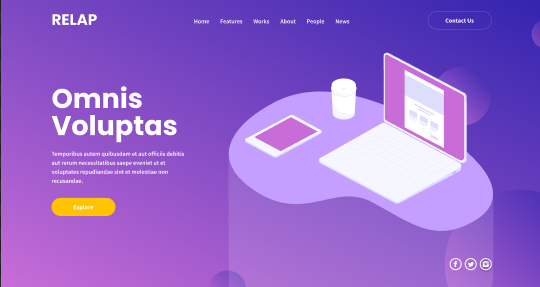 RELAP
Home Features Works About People News
Contact Us
Omnis
Voluptas
Temporibus autem quibusdam et aut officiis debitis
aut rerum necessitatibus saepe eveniet ut et
voluptates repudiandae sint et molestiae non
recusandae.
Explore